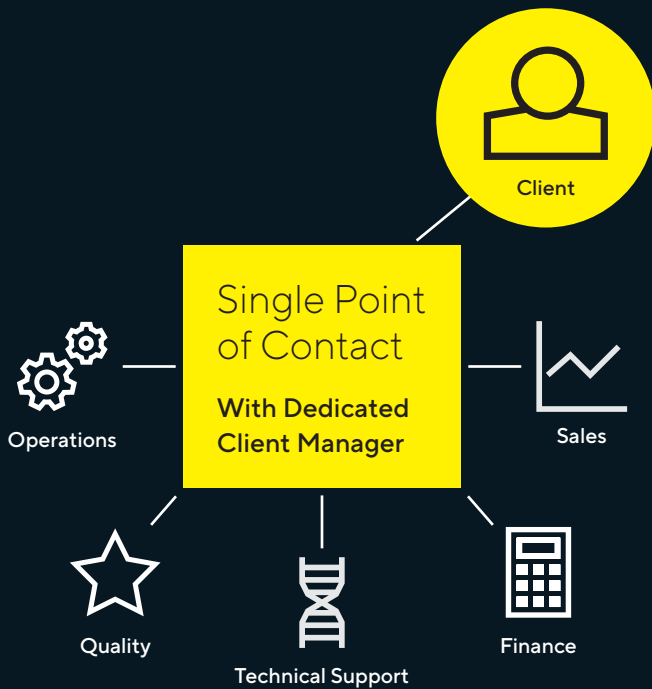 Client
Single Point
of Contact
With Dedicated
Client Manager
Operations
Sales
Quality
Technical Support
Finance